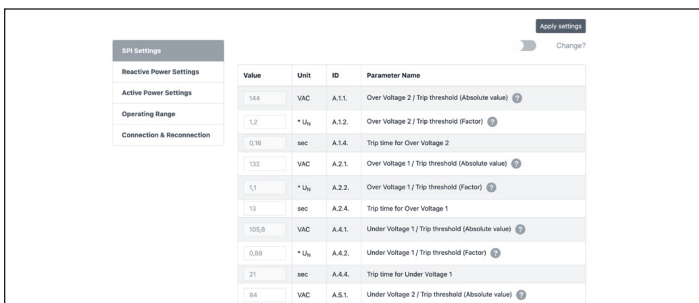 Apply settings
Change?
SPI Settings
Reactive Power Settings
Active Power Settings
Operating Range
Connection & Reconnection
Value Unit ID Parameter Name
144 VAC A.1.1. Over Voltage 2 / Trip threshold (Absolute value) ?
1,2 * UN A.1.2. Over Voltage 2 / Trip threshold (Factor) ?
0,16 sec A.1.4. Trip time for Over Voltage 2
132 VAC A.2.1. Over Voltage 1 / Trip threshold (Absolute value) ?
1,1 * UN A.2.2. Over Voltage 1 / Trip threshold (Factor) ?
13 sec A.2.4. Trip time for Over Voltage 1
105,6 VAC A.4.1. Under Voltage 1 / Trip threshold (Absolute value) ?
0,88 * UN A.4.2. Under Voltage 1 / Trip threshold (Factor) ?
21 sec A.4.4. Trip time for Under Voltage 1
84 VAC A.5.1. Under Voltage 2 / Trip threshold (Absolute value) ?